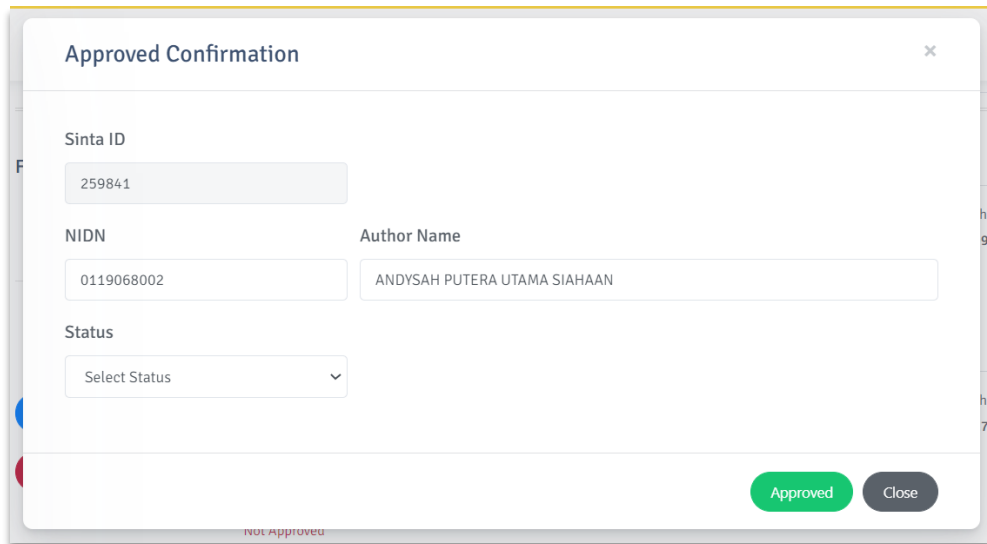 Approved Confirmation ×
Sinta ID
259841
NIDN Author Name
0119068002 ANDYSAH PUTERA UTAMA SIAHAAN
Status
Select Status
Approved Close
Not Approved